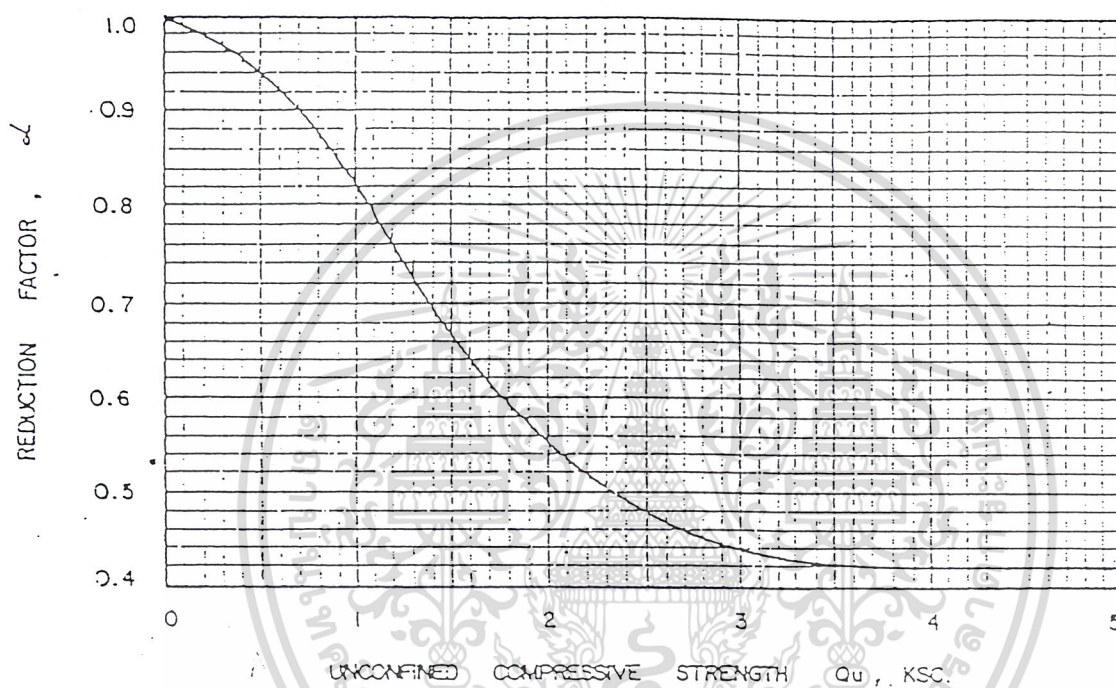 1.0
0.9
0.8
0.7
0.6
0.5
0.4
REDUCTION FACTOR , α
0 1 2 3 4 5
UNCONFINED COMPRESSIVE STRENGTH Qu, KSC.